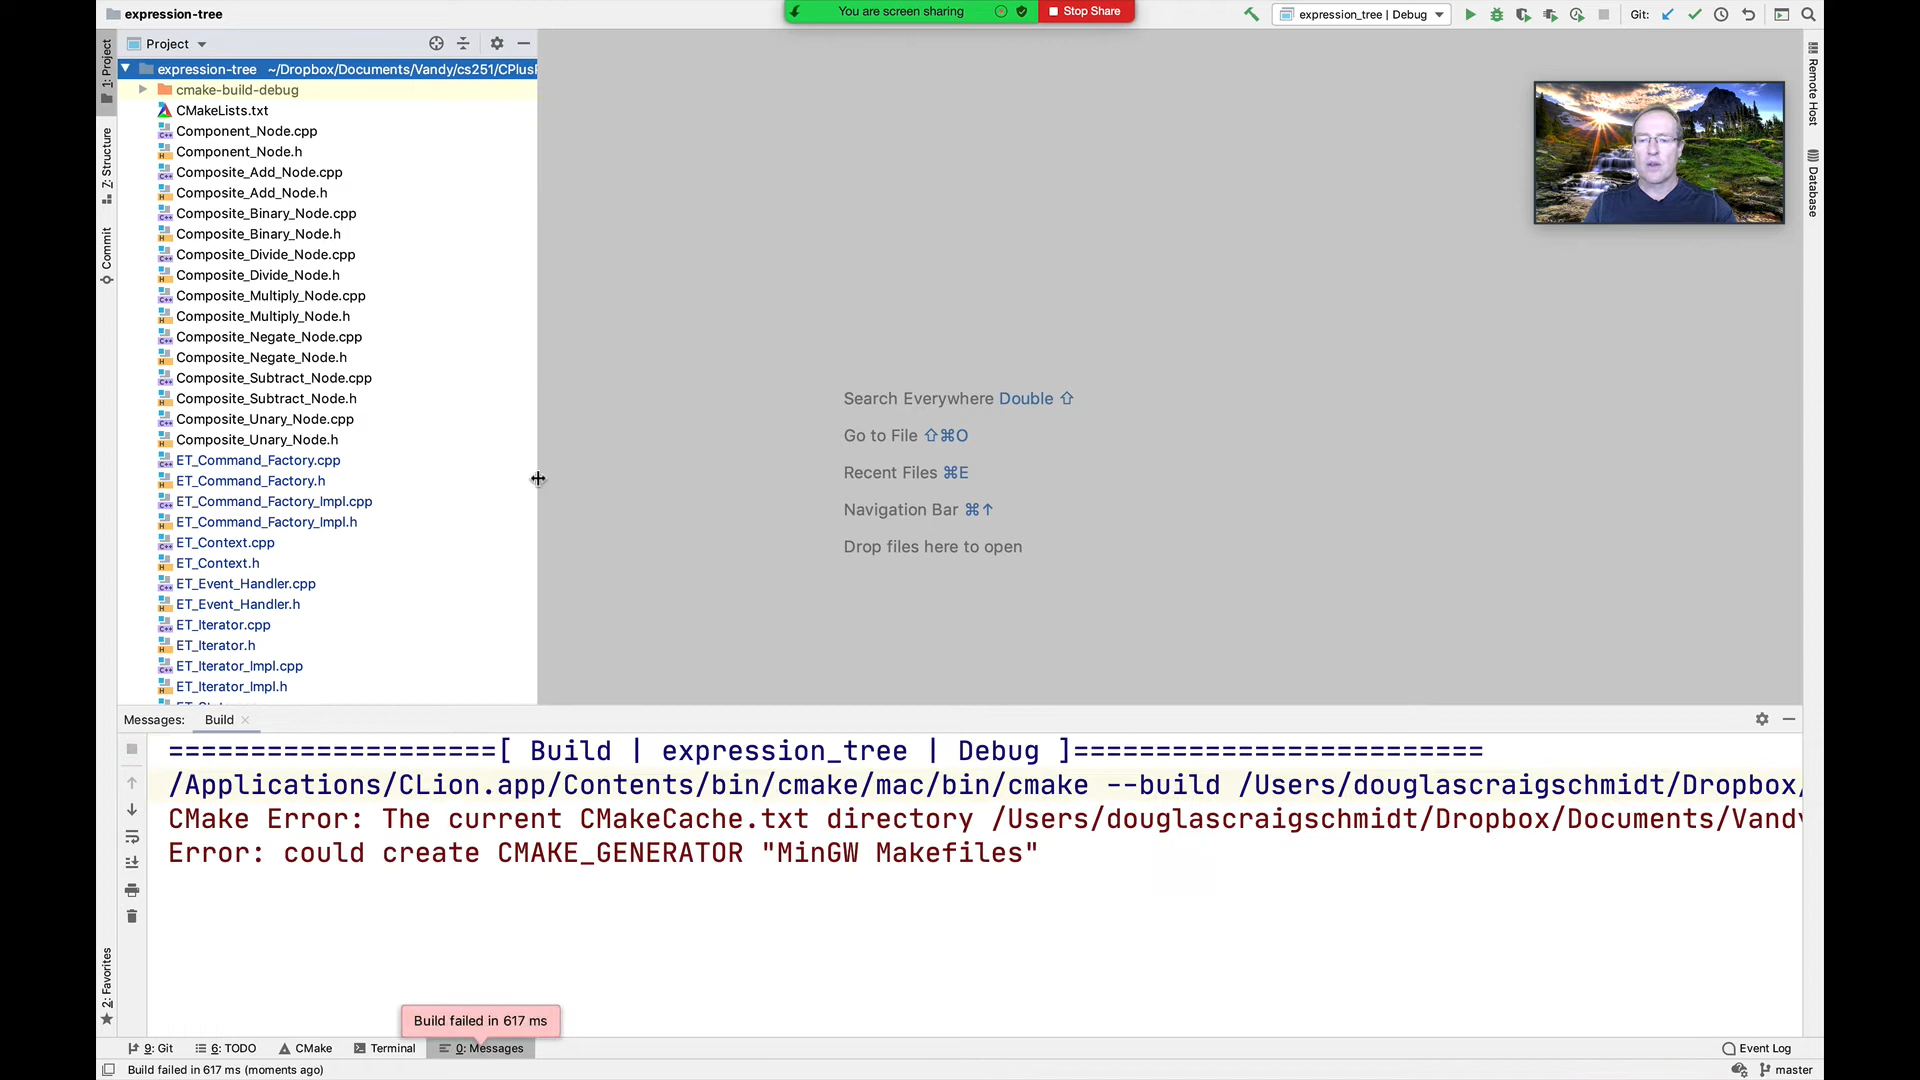 expression-tree
You are screen sharing
Stop Share
expression_tree | Debug
Git:
Project
1: Project
Z: Structure
Commit
2: Favorites
Remote Host
Database
expression-tree ~/Dropbox/Documents/Vandy/cs251/CPlus
cmake-build-debug
CMakeLists.txt
Component_Node.cpp
Component_Node.h
Composite_Add_Node.cpp
Composite_Add_Node.h
Composite_Binary_Node.cpp
Composite_Binary_Node.h
Composite_Divide_Node.cpp
Composite_Divide_Node.h
Composite_Multiply_Node.cpp
Composite_Multiply_Node.h
Composite_Negate_Node.cpp
Composite_Negate_Node.h
Composite_Subtract_Node.cpp
Composite_Subtract_Node.h
Composite_Unary_Node.cpp
Composite_Unary_Node.h
ET_Command_Factory.cpp
ET_Command_Factory.h
ET_Command_Factory_Impl.cpp
ET_Command_Factory_Impl.h
ET_Context.cpp
ET_Context.h
ET_Event_Handler.cpp
ET_Event_Handler.h
ET_Iterator.cpp
ET_Iterator.h
ET_Iterator_Impl.cpp
ET_Iterator_Impl.h
Search Everywhere Double ⇧
Go to File ⇧⌘O
Recent Files ⌘E
Navigation Bar ⌘↑
Drop files here to open
Messages: Build
====================[ Build | expression_tree | Debug ]=========================
/Applications/CLion.app/Contents/bin/cmake/mac/bin/cmake --build /Users/douglascraigschmidt/Dropbox/
CMake Error: The current CMakeCache.txt directory /Users/douglascraigschmidt/Dropbox/Documents/Vandy
Error: could create CMAKE_GENERATOR "MinGW Makefiles"
Build failed in 617 ms
9: Git
6: TODO
CMake
Terminal
0: Messages
Event Log
Build failed in 617 ms (moments ago)
master